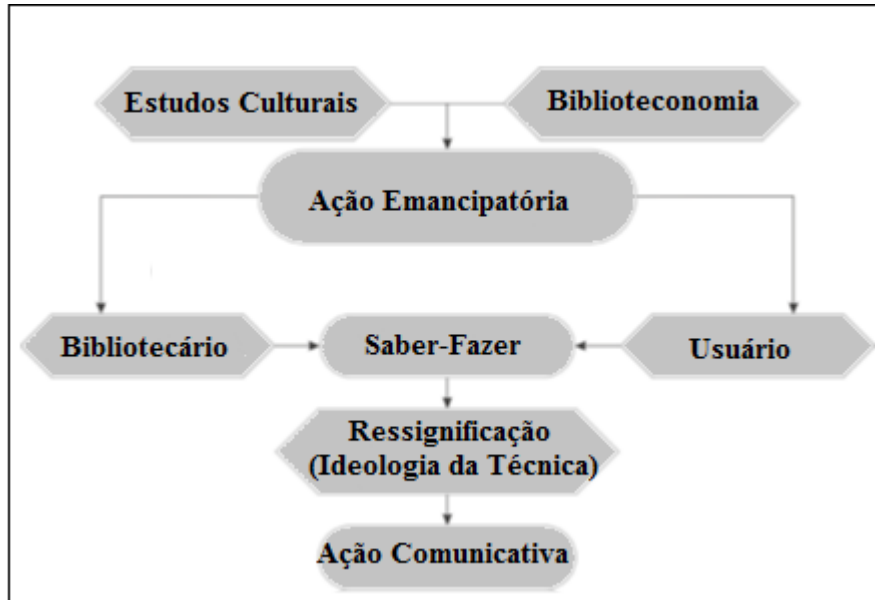 Estudos Culturais
Biblioteconomia
Ação Emancipatória
Bibliotecário
Saber-Fazer
Usuário
Ressignificação
(Ideologia da Técnica)
Ação Comunicativa